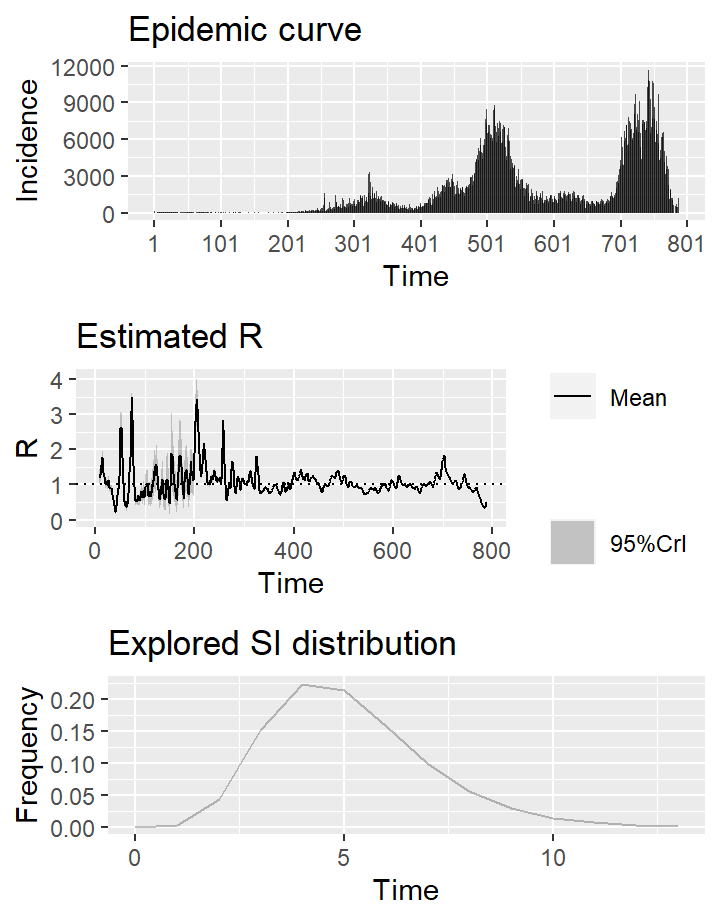 Epidemic curve
12000
9000
6000
3000
0
Incidence
1 101 201 301 401 501 601 701 801
Time
Estimated R
4
3
2
1
0
R
0 200 400 600 800
Time
Mean
95%CrI
Explored SI distribution
0.20
0.15
0.10
0.05
0.00
Frequency
0 5 10
Time